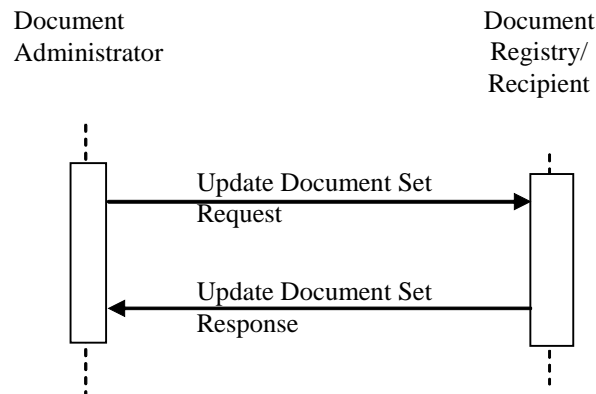 Document
Administrator
Document
Registry/
Recipient
Update Document Set
Request
Update Document Set
Response